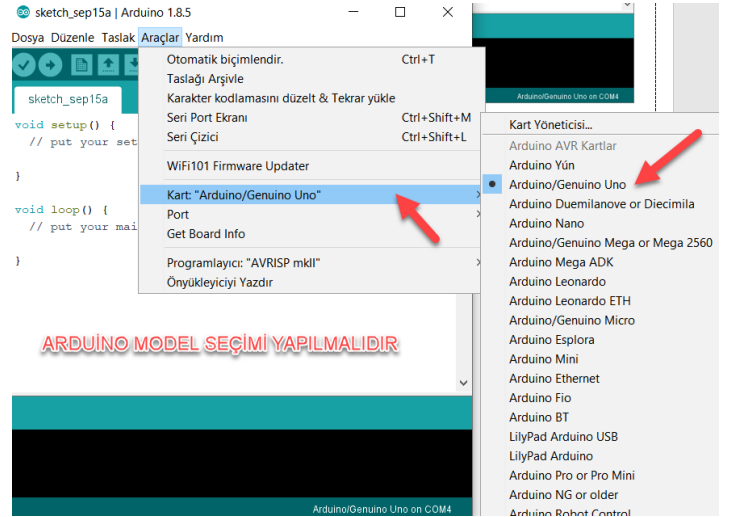 sketch_sep15a | Arduino 1.8.5
Dosya Düzenle Taslak Araçlar Yardım
sketch_sep15a
void setup() {
// put your set
}
void loop() {
// put your mai
}
Otomatik biçimlendir. Ctrl+T
Taslağı Arşivle
Karakter kodlamasını düzelt & Tekrar yükle
Seri Port Ekranı Ctrl+Shift+M
Seri Çizici Ctrl+Shift+L
WiFi101 Firmware Updater
Kart: "Arduino/Genuino Uno"
Port
Get Board Info
Programlayıcı: "AVRISP mkII"
Önyükleyiciyi Yazdır
Arduino/Genuino Uno on COM4
Kart Yöneticisi...
Arduino AVR Kartlar
Arduino Yún
Arduino/Genuino Uno
Arduino Duemilanove or Diecimila
Arduino Nano
Arduino/Genuino Mega or Mega 2560
Arduino Mega ADK
Arduino Leonardo
Arduino Leonardo ETH
Arduino/Genuino Micro
Arduino Esplora
Arduino Mini
Arduino Ethernet
Arduino Fio
Arduino BT
LilyPad Arduino USB
LilyPad Arduino
Arduino Pro or Pro Mini
Arduino NG or older
Arduino Robot Control
ARDUİNO MODEL SEÇİMİ YAPILMALIDIR
Arduino/Genuino Uno on COM4